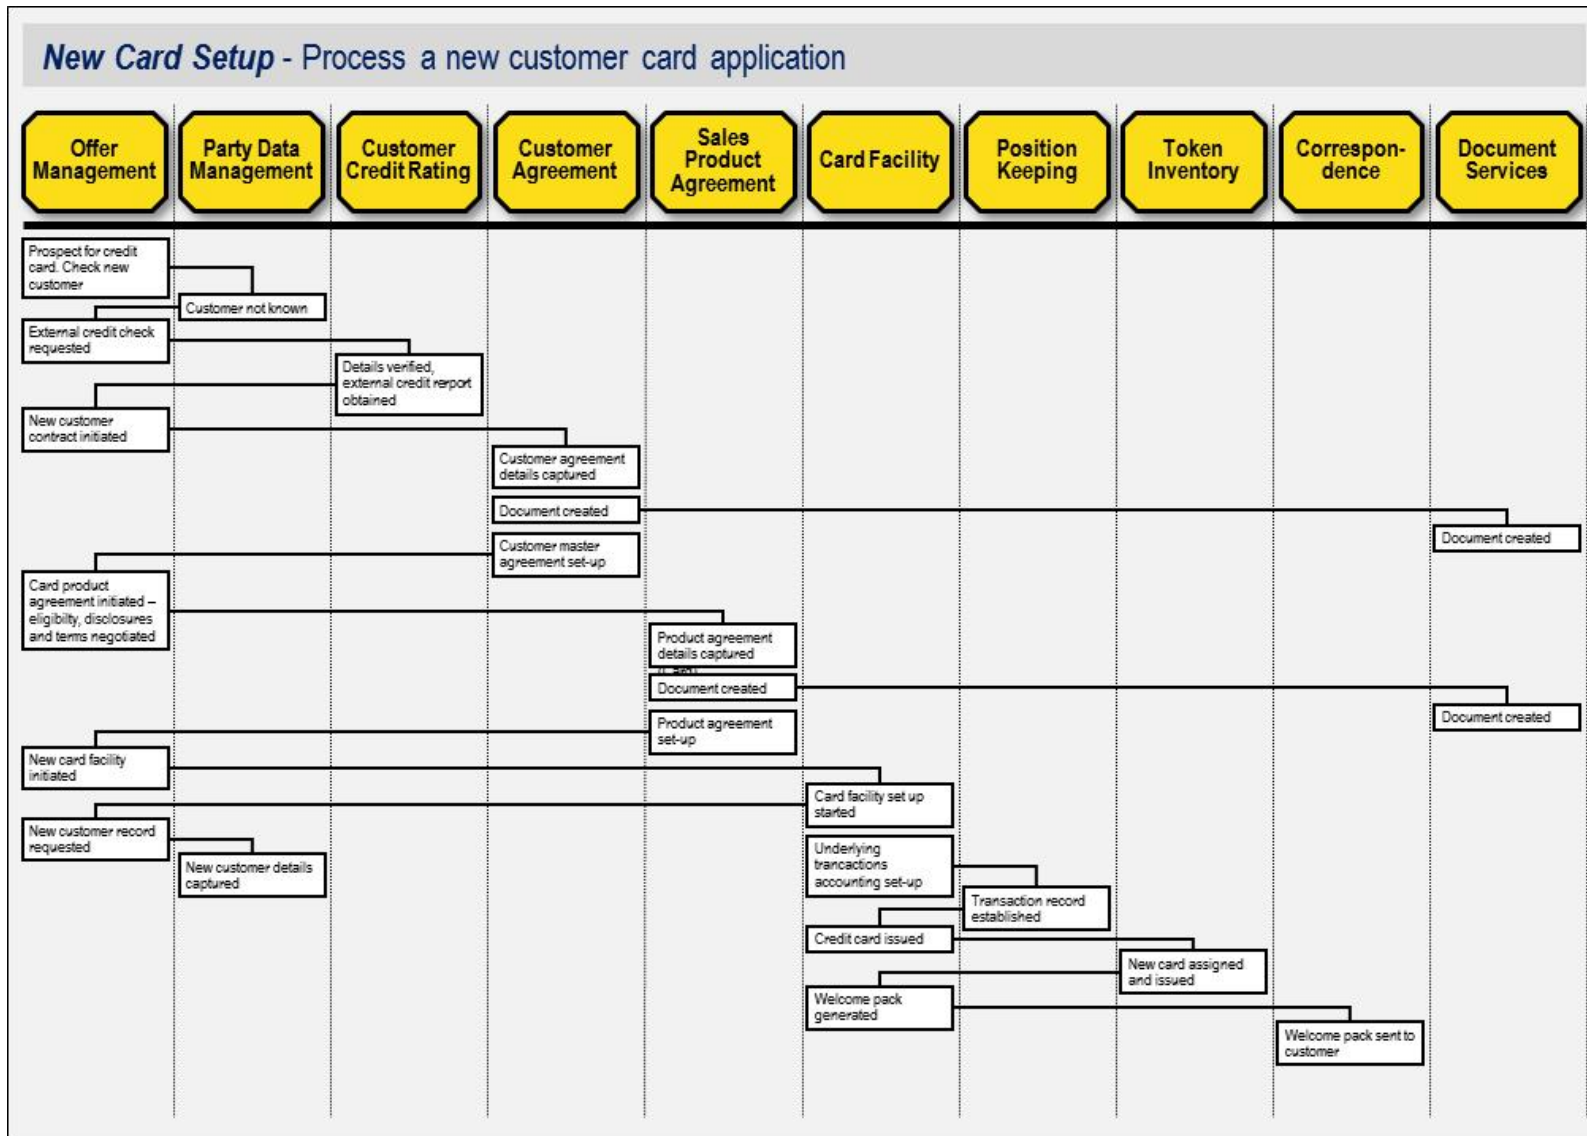 New Card Setup - Process a new customer card application
Offer
Management
Party Data
Management
Customer
Credit Rating
Customer
Agreement
Sales
Product
Agreement
Card Facility
Position
Keeping
Token
Inventory
Correspon-
dence
Document
Services
Prospect for credit
card. Check new
customer
Customer not known
External credit check
requested
Details verified,
external credit rerport
obtained
New customer
contract initiated
Customer agreement
details captured
Document created
Document created
Customer master
agreement set-up
Card product
agreement initiated –
eligibilty, disclosures
and terms negotiated
Product agreement
details captured
(Card)
Document created
Document created
Product agreement
set-up
New card facility
initiated
Card facility set up
started
New customer record
requested
New customer details
captured
Underlying
trancactions
accounting set-up
Transaction record
established
Credit card issued
New card assigned
and issued
Welcome pack
generated
Welcome pack sent to
customer